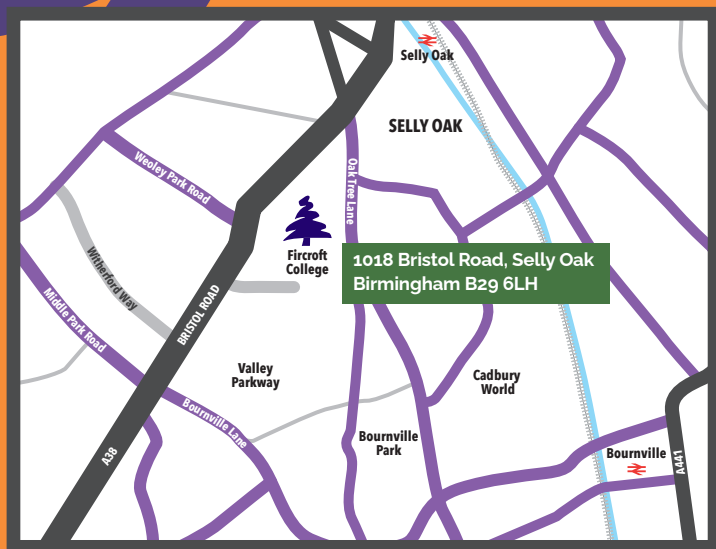 Selly Oak
SELLY OAK
Weoley Park Road
Oak Tree Lane
Fircroft
College
1018 Bristol Road, Selly Oak
Birmingham B29 6LH
Witherford Way
Middle Park Road
BRISTOL ROAD
Valley
Parkway
Cadbury
World
Bournville Lane
Bournville
Park
Bournville
A38
A441